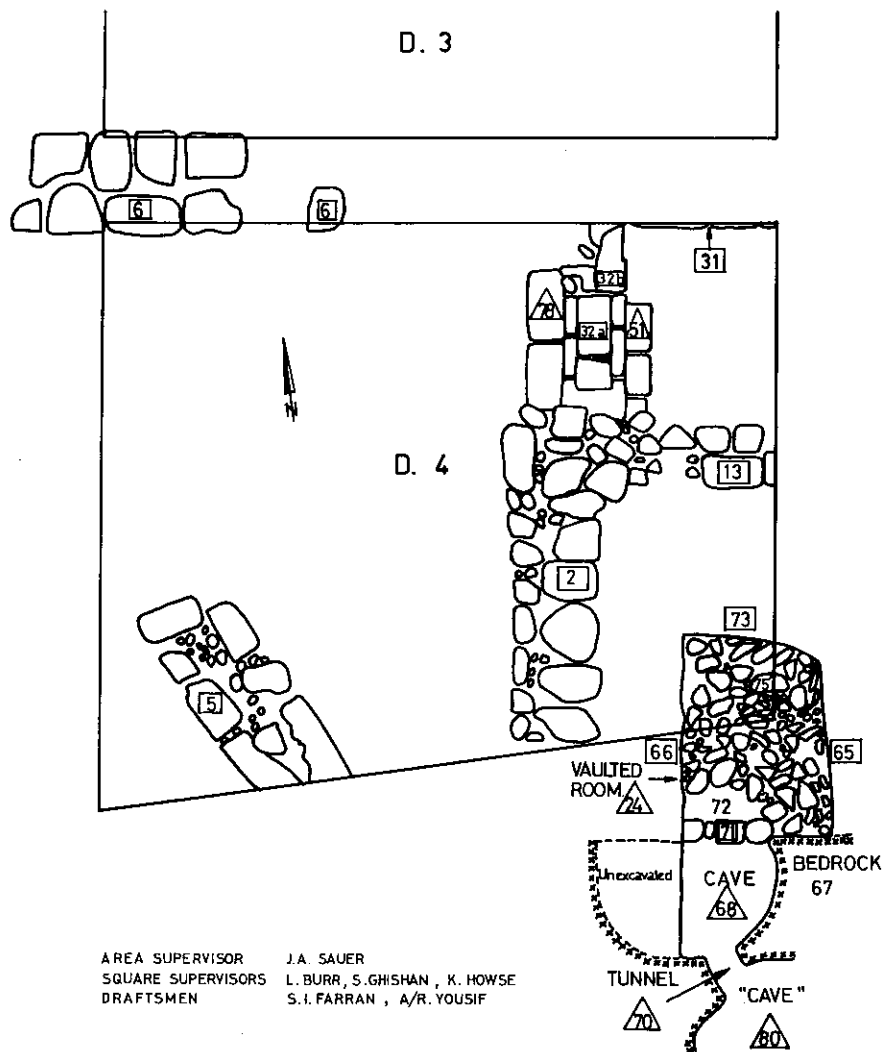 D. 3
6
6
31
32b
78
32a
51
D. 4
13
2
73
75
5
66
65
VAULTED
ROOM
24
72
71
Unexcavated
CAVE
68
BEDROCK
67
AREA SUPERVISOR J.A. SAUER
SQUARE SUPERVISORS L. BURR, S.GHISHAN, K. HOWSE
DRAFTSMEN S.I. FARRAN, A/R. YOUSIF
TUNNEL
70
"CAVE"
80
N